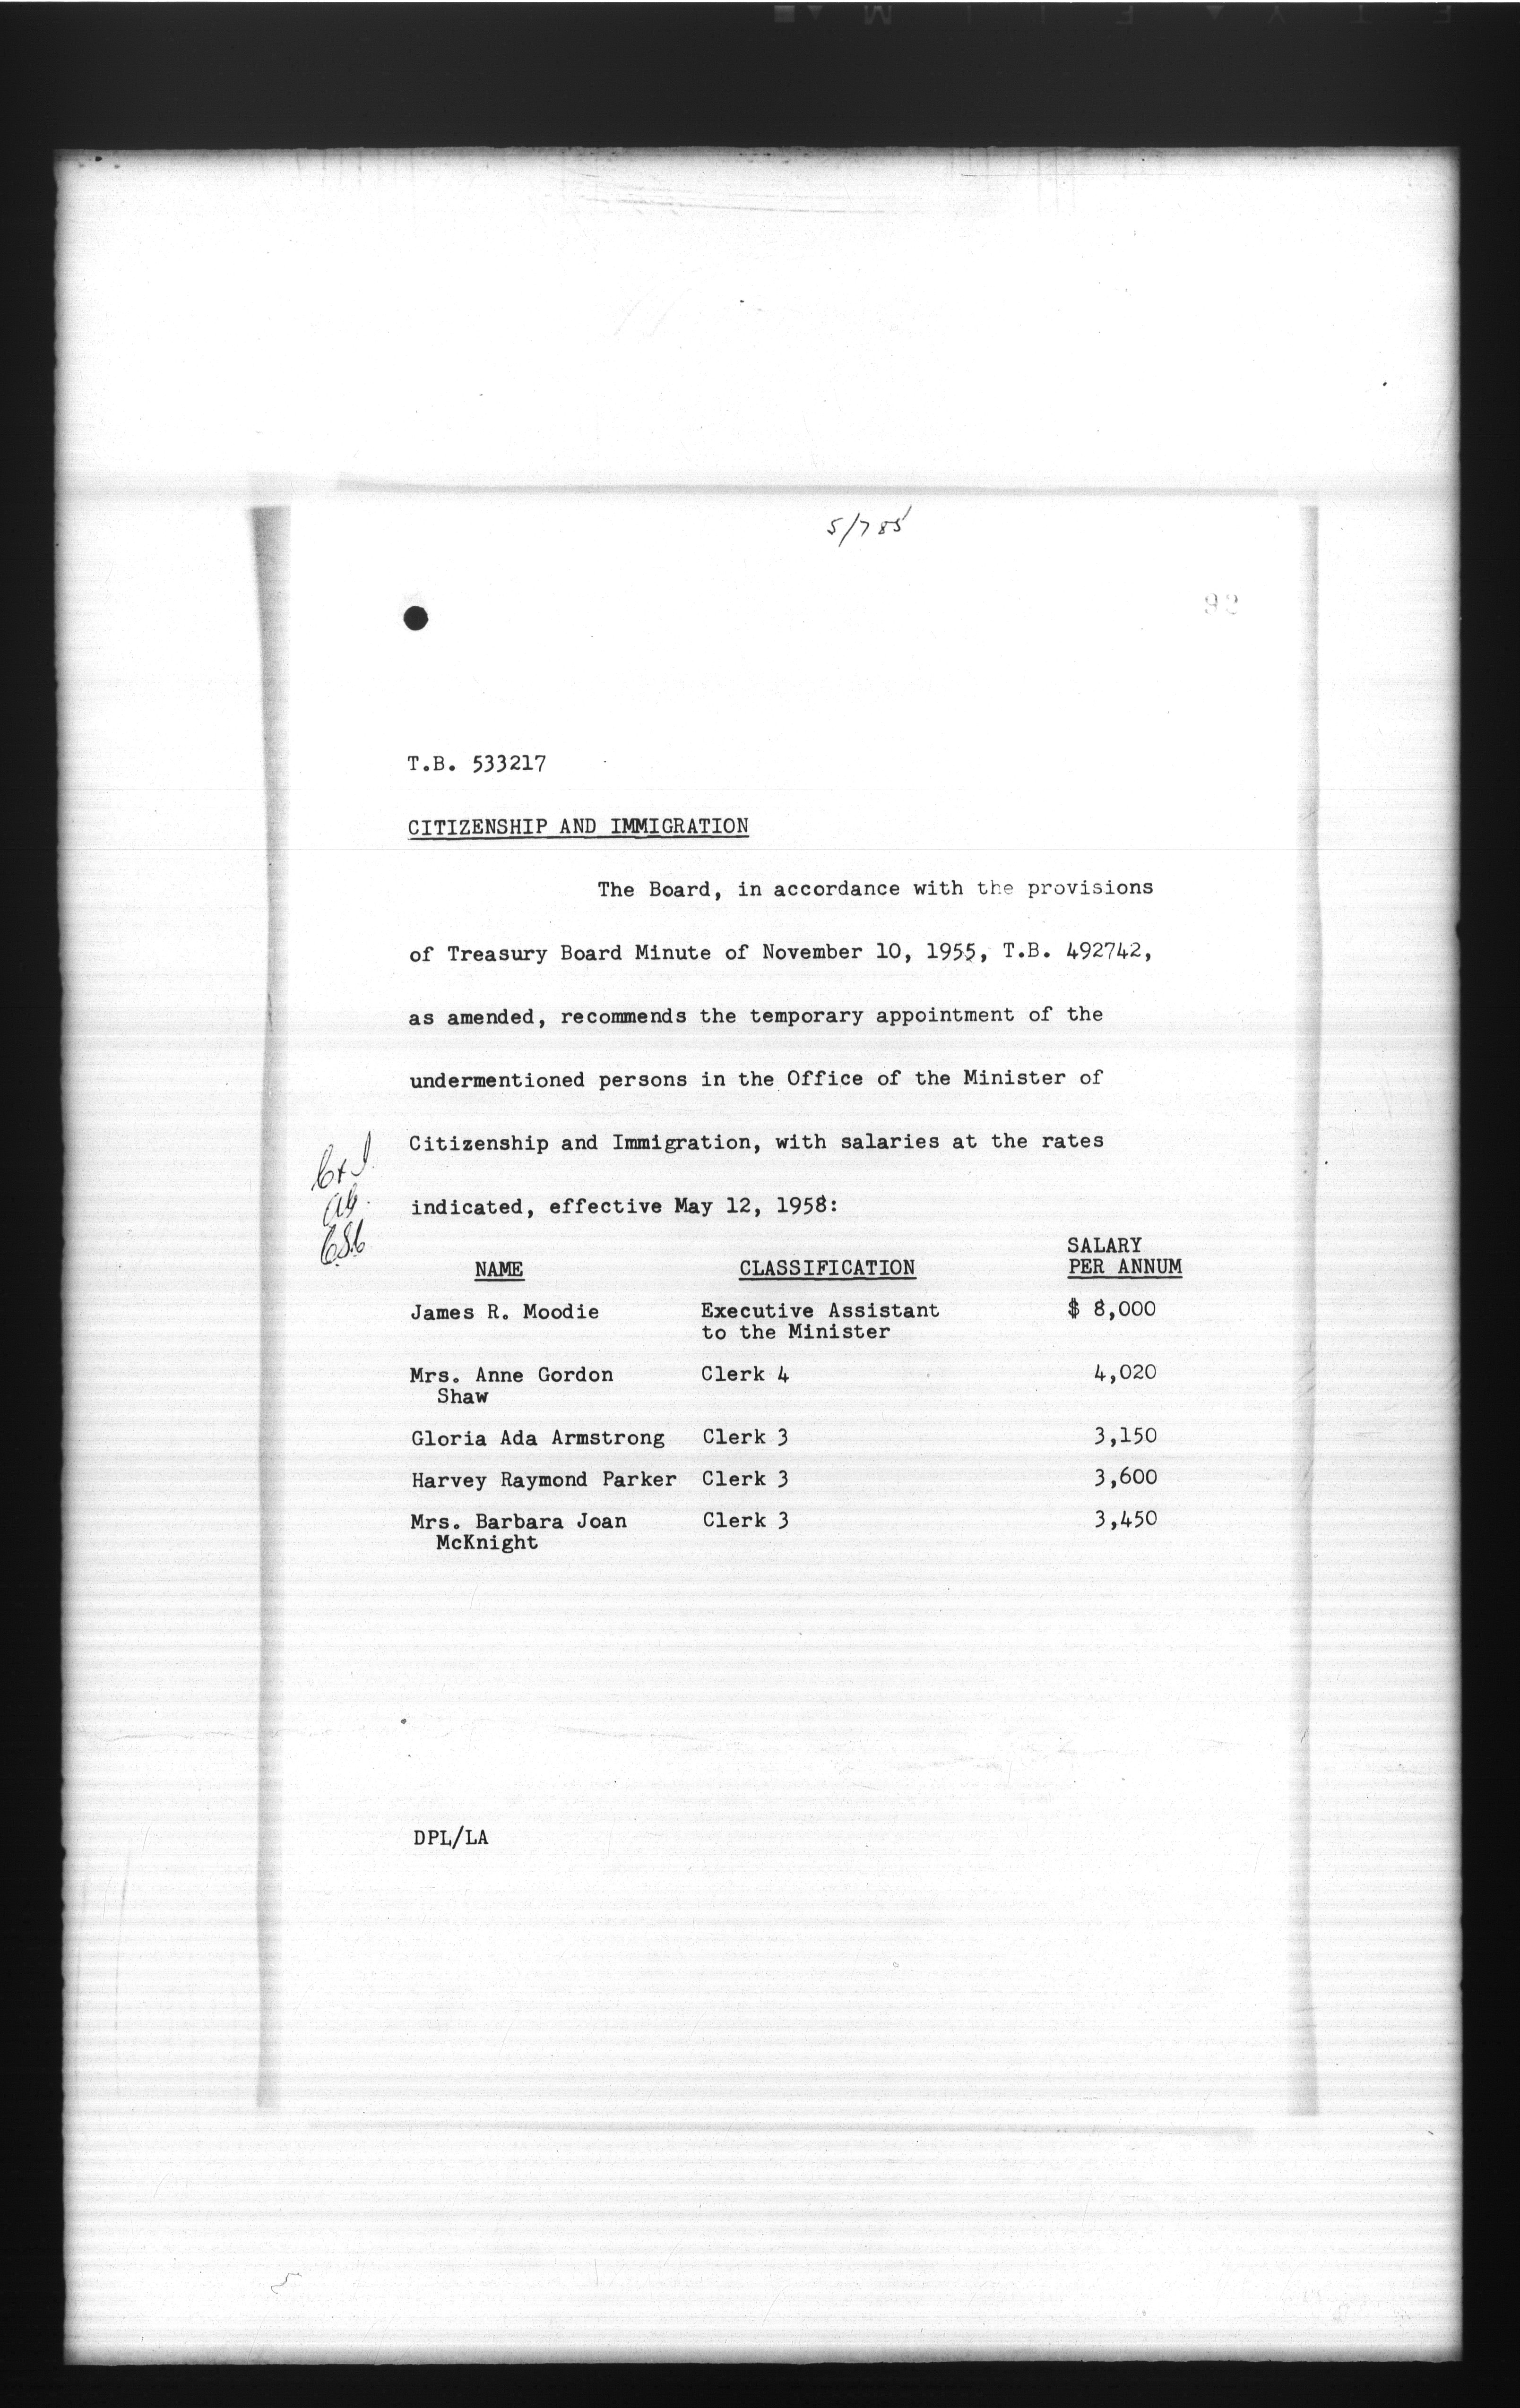 5/785
92
T.B. 533217
CITIZENSHIP AND IMMIGRATION
The Board, in accordance with the provisions
of Treasury Board Minute of November 10, 1955, T.B. 492742,
as amended, recommends the temporary appointment of the
undermentioned persons in the Office of the Minister of
Citizenship and Immigration, with salaries at the rates
indicated, effective May 12, 1958:
C+I
AG
NAME CLASSIFICATION SALARY
PER ANNUM
James R. Moodie Executive Assistant $ 8,000
to the Minister
Mrs. Anne Gordon Clerk 4 4,020
Shaw
Gloria Ada Armstrong Clerk 3 3,150
Harvey Raymond Parker Clerk 3 3,600
Mrs. Barbara Joan Clerk 3 3,450
McKnight
DPL/LA